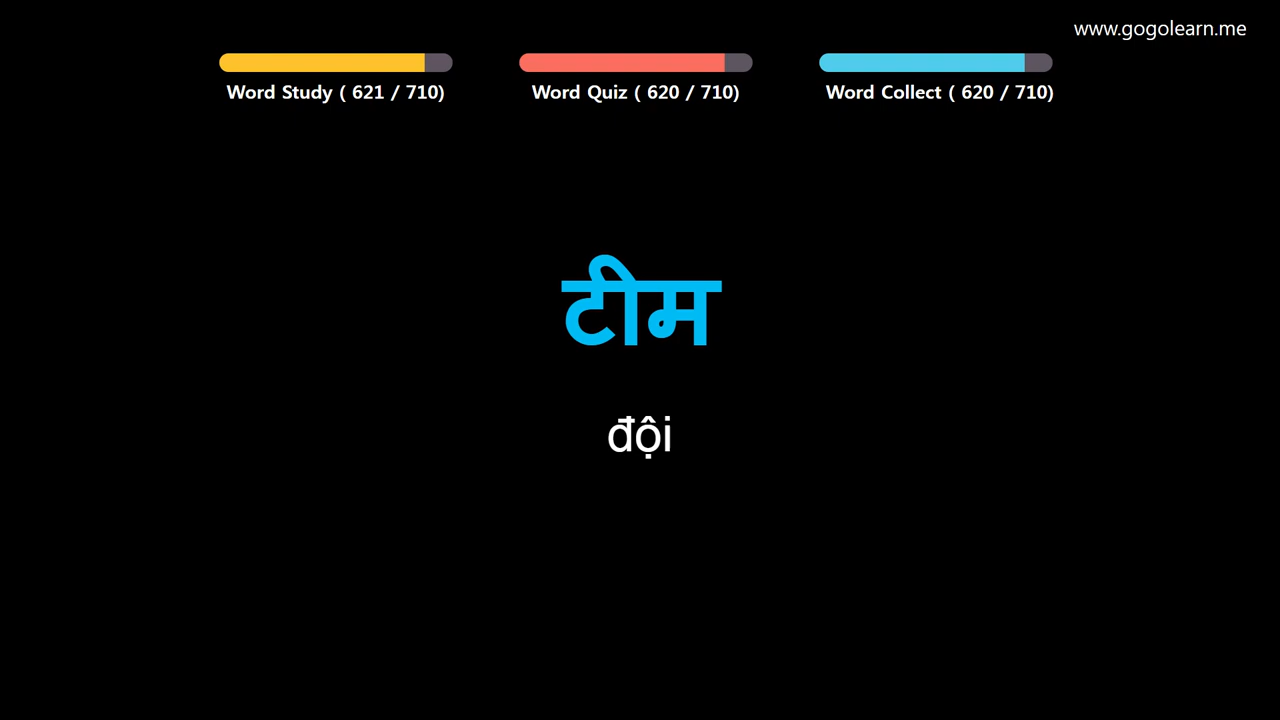 www.gogolearn.me
Word Study ( 621 / 710)
Word Quiz ( 620 / 710)
Word Collect ( 620 / 710)
टीम
đội